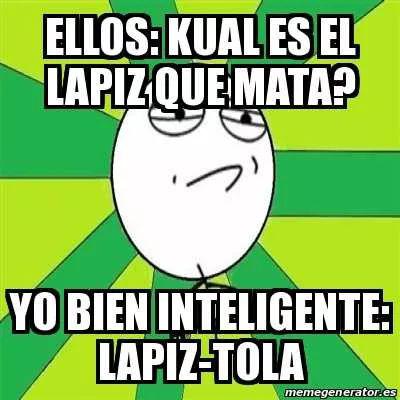 ELLOS: KUAL ES EL
LAPIZ QUE MATA?
YO BIEN INTELIGENTE:
LAPIZ-TOLA
memegenerator.es